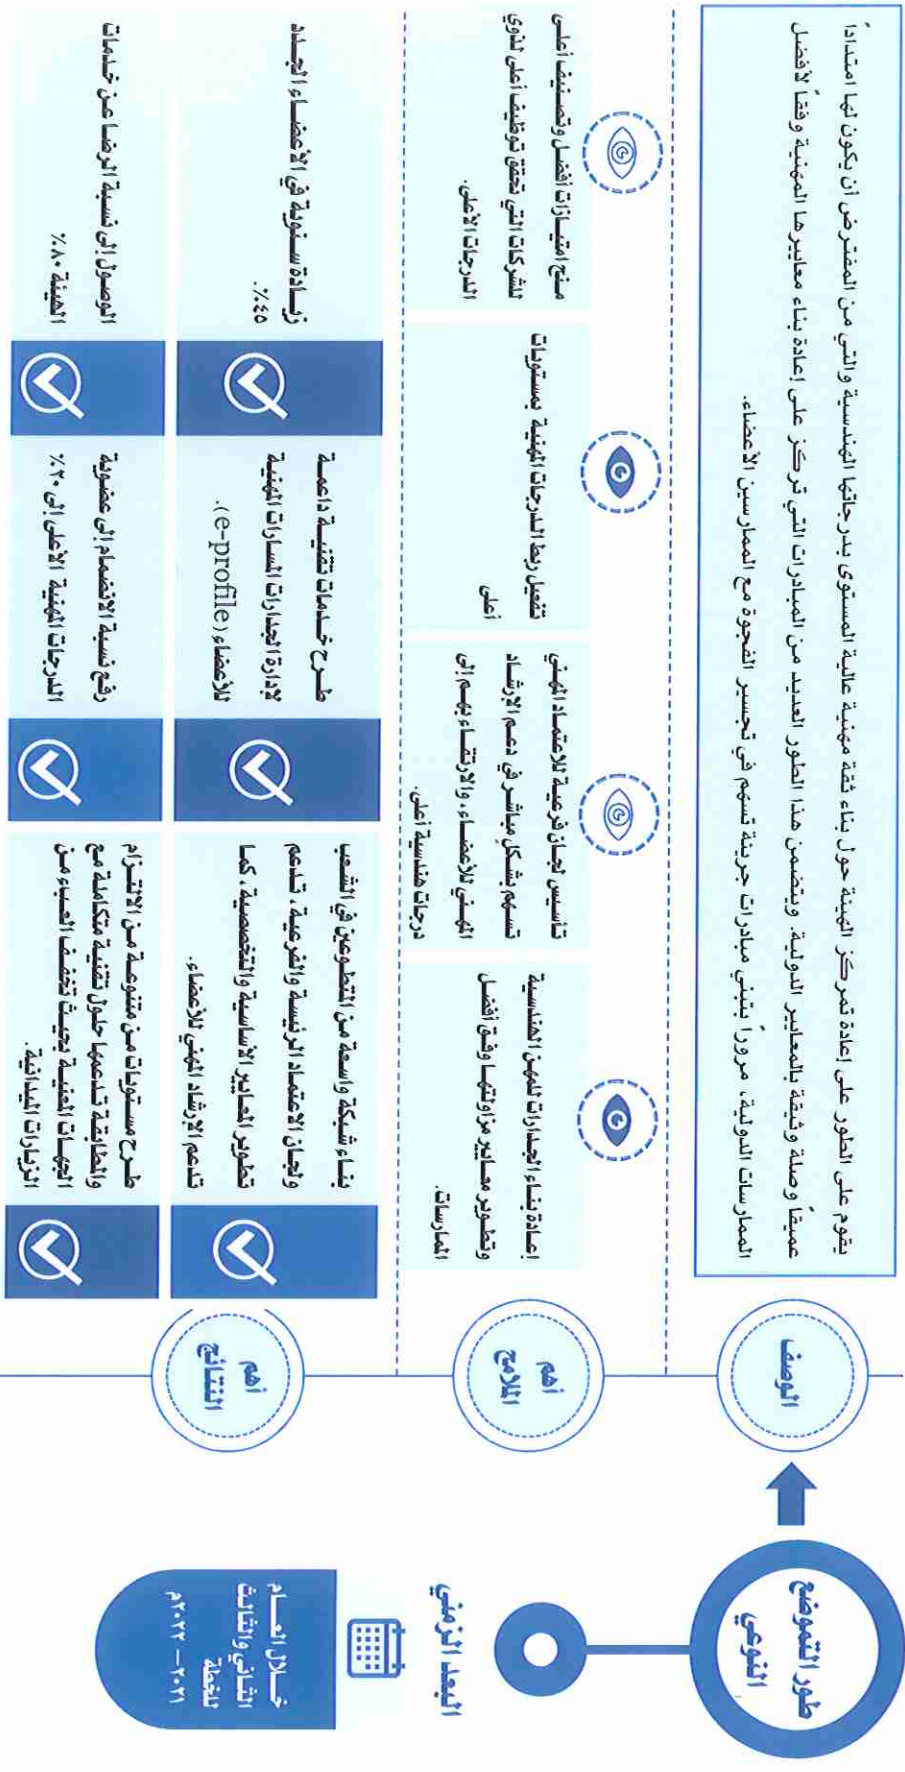 طور التموضع
النوعي
البعد الزمني
خلال العام
الثاني والثالث
للخطة
٢٠٢١ – ٢٠٢٢م
الوصف
يقوم على الطور على إعادة تمركز الهيئة حول بناء ثقة مهنية عالية المستوى بدرجاتها الهندسية والتي من المفترض أن يكون لها امتداداً
عميقاً وصلة وثيقة بالمعايير الدولية. ويتضمن هذا الطور العديد من المبادرات التي تركز على إعادة بناء معاييرها المهنية وفقاً لأفضل
الممارسات الدولية، مروراً بتبني مبادرات جريئة تسهم في تجسير الفجوة مع الممارسين الأعضاء.
أهم
الملامح
إعادة بناء الجدارات للمهن الهندسية
وتطوير معايير مزاولتها وفق أفضل
الممارسات.
تأسيس لجان فرعية للاعتماد المهني
تسهم بشكل مباشر في دعم الإرشاد
المهني للأعضاء، والارتقاء بهم إلى
درجات هندسية أعلى.
تفعيل ربط الدرجات المهنية بمستويات
أعلى
منح امتيازات أفضل وتصنيف أعلى
للشركات التي تحقق توظيف أعلى لذوي
الدرجات الأعلى.
أهم
النتائج
بناء شبكة واسعة من المتطوعين في الشعب
ولجان الاعتماد الرئيسة والفرعية، تدعم
تطوير المعايير الأساسية والتخصصية، كما
تدعم الإرشاد المهني للأعضاء.
طرح خدمات تقنية داعمة
لإدارة الجدارات المسارات المهنية
للأعضاء (e-profile).
زيادة سنوية في الأعضاء الجدد
٤٥٪.
طرح مستويات من متنوعة من الالتزام
والمطابقة تدعمها حلول تقنية متكاملة مع
الجهات المعنية بحيث تخفف العبء من
الزيارات الميدانية.
رفع نسبة الانضمام إلى عضوية
الدرجات المهنية الأعلى إلى ٢٠٪
الوصول إلى نسبة الرضا عن خدمات
الهيئة ٨٠٪